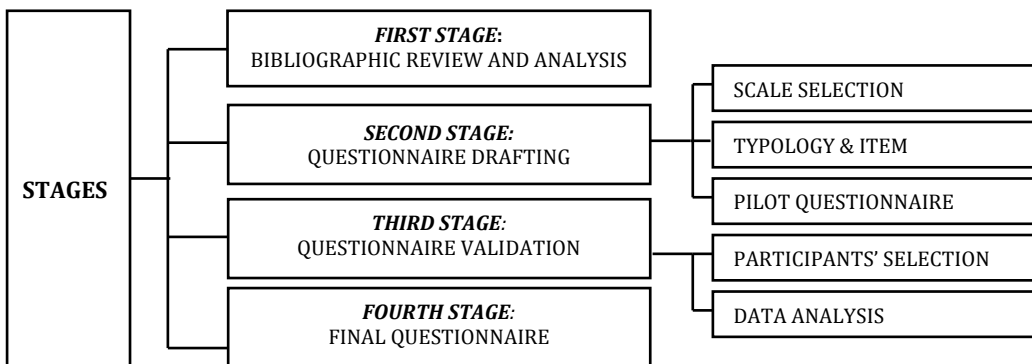 STAGES
FIRST STAGE:
BIBLIOGRAPHIC REVIEW AND ANALYSIS
SECOND STAGE:
QUESTIONNAIRE DRAFTING
THIRD STAGE:
QUESTIONNAIRE VALIDATION
FOURTH STAGE:
FINAL QUESTIONNAIRE
SCALE SELECTION
TYPOLOGY & ITEM
PILOT QUESTIONNAIRE
PARTICIPANTS’ SELECTION
DATA ANALYSIS